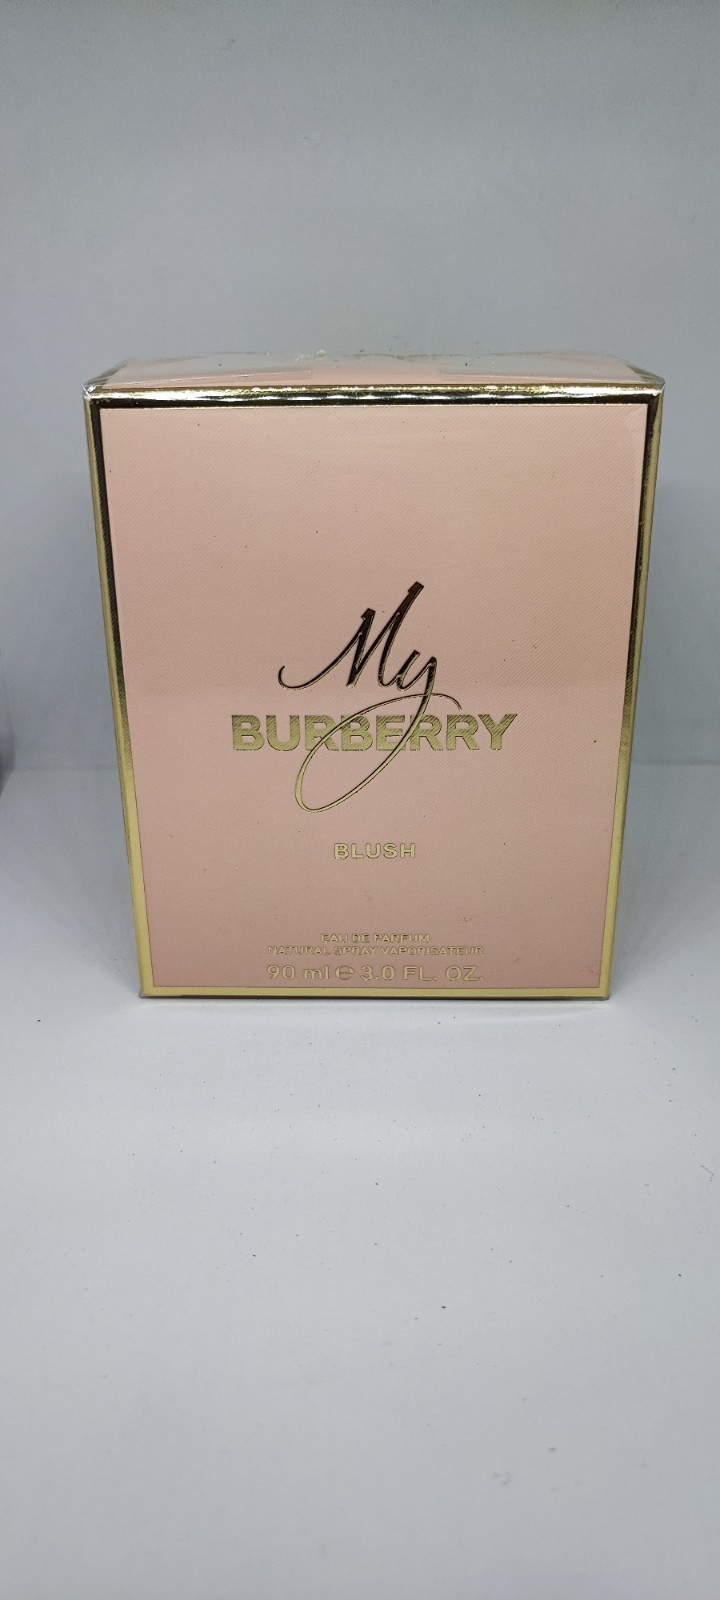 My
BURBERRY
BLUSH
EAU DE PARFUM
NATURAL SPRAY VAPORISATEUR
90 ml ℮ 3.0 FL. OZ.